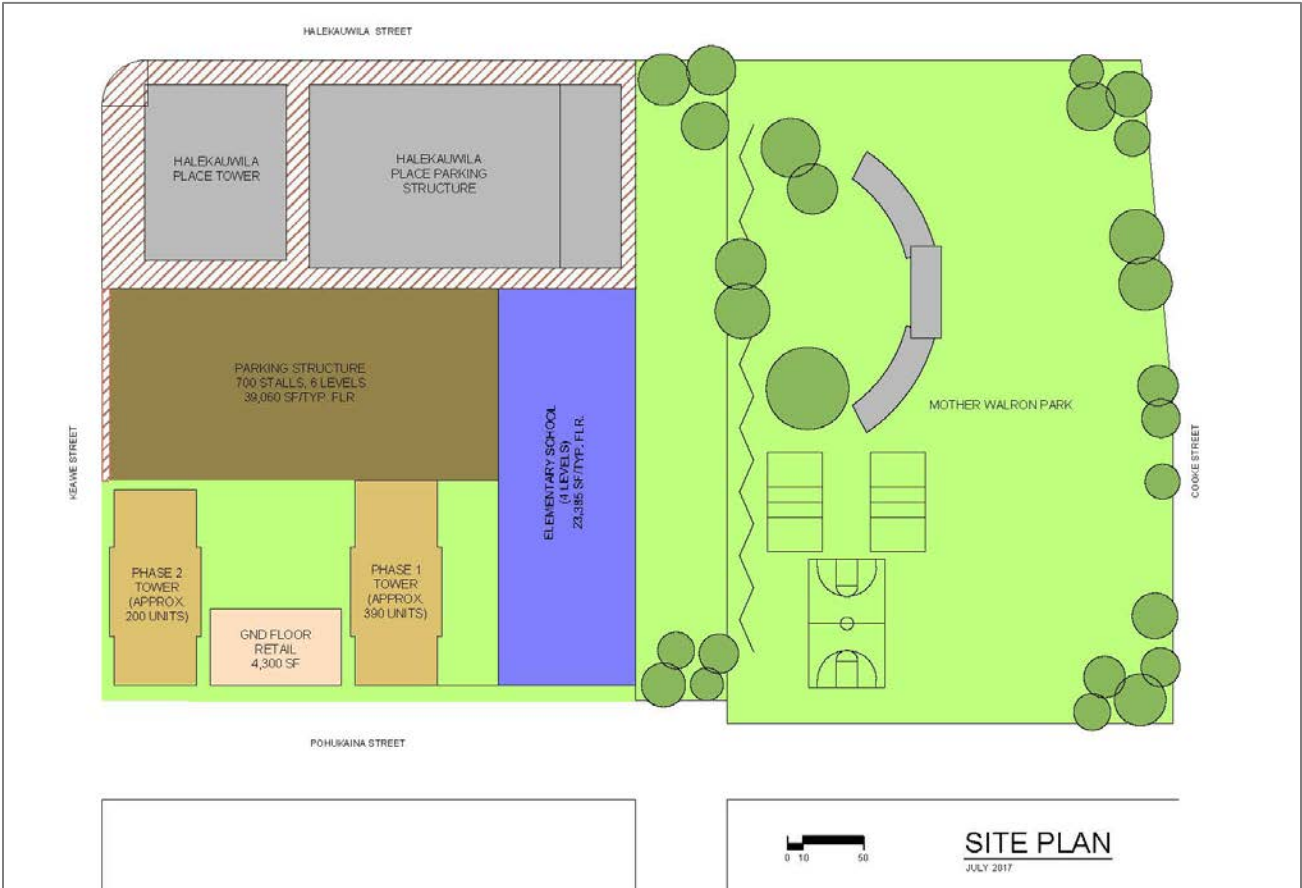 HALEKAUWILA STREET
HALEKAUWILA
PLACE TOWER
HALEKAUWILA
PLACE PARKING
STRUCTURE
PARKING STRUCTURE
700 STALLS, 6 LEVELS
39,060 SF/TYP. FLR
ELEMENTARY SCHOOL
(4 LEVELS)
23,385 SF/TYP. FLR.
MOTHER WALRON PARK
KEAWE STREET
COOKE STREET
PHASE 2
TOWER
(APPROX.
200 UNITS)
PHASE 1
TOWER
(APPROX.
390 UNITS)
GND FLOOR
RETAIL
4,300 SF
POHUKAINA STREET
0 10 50
SITE PLAN
JULY 2017